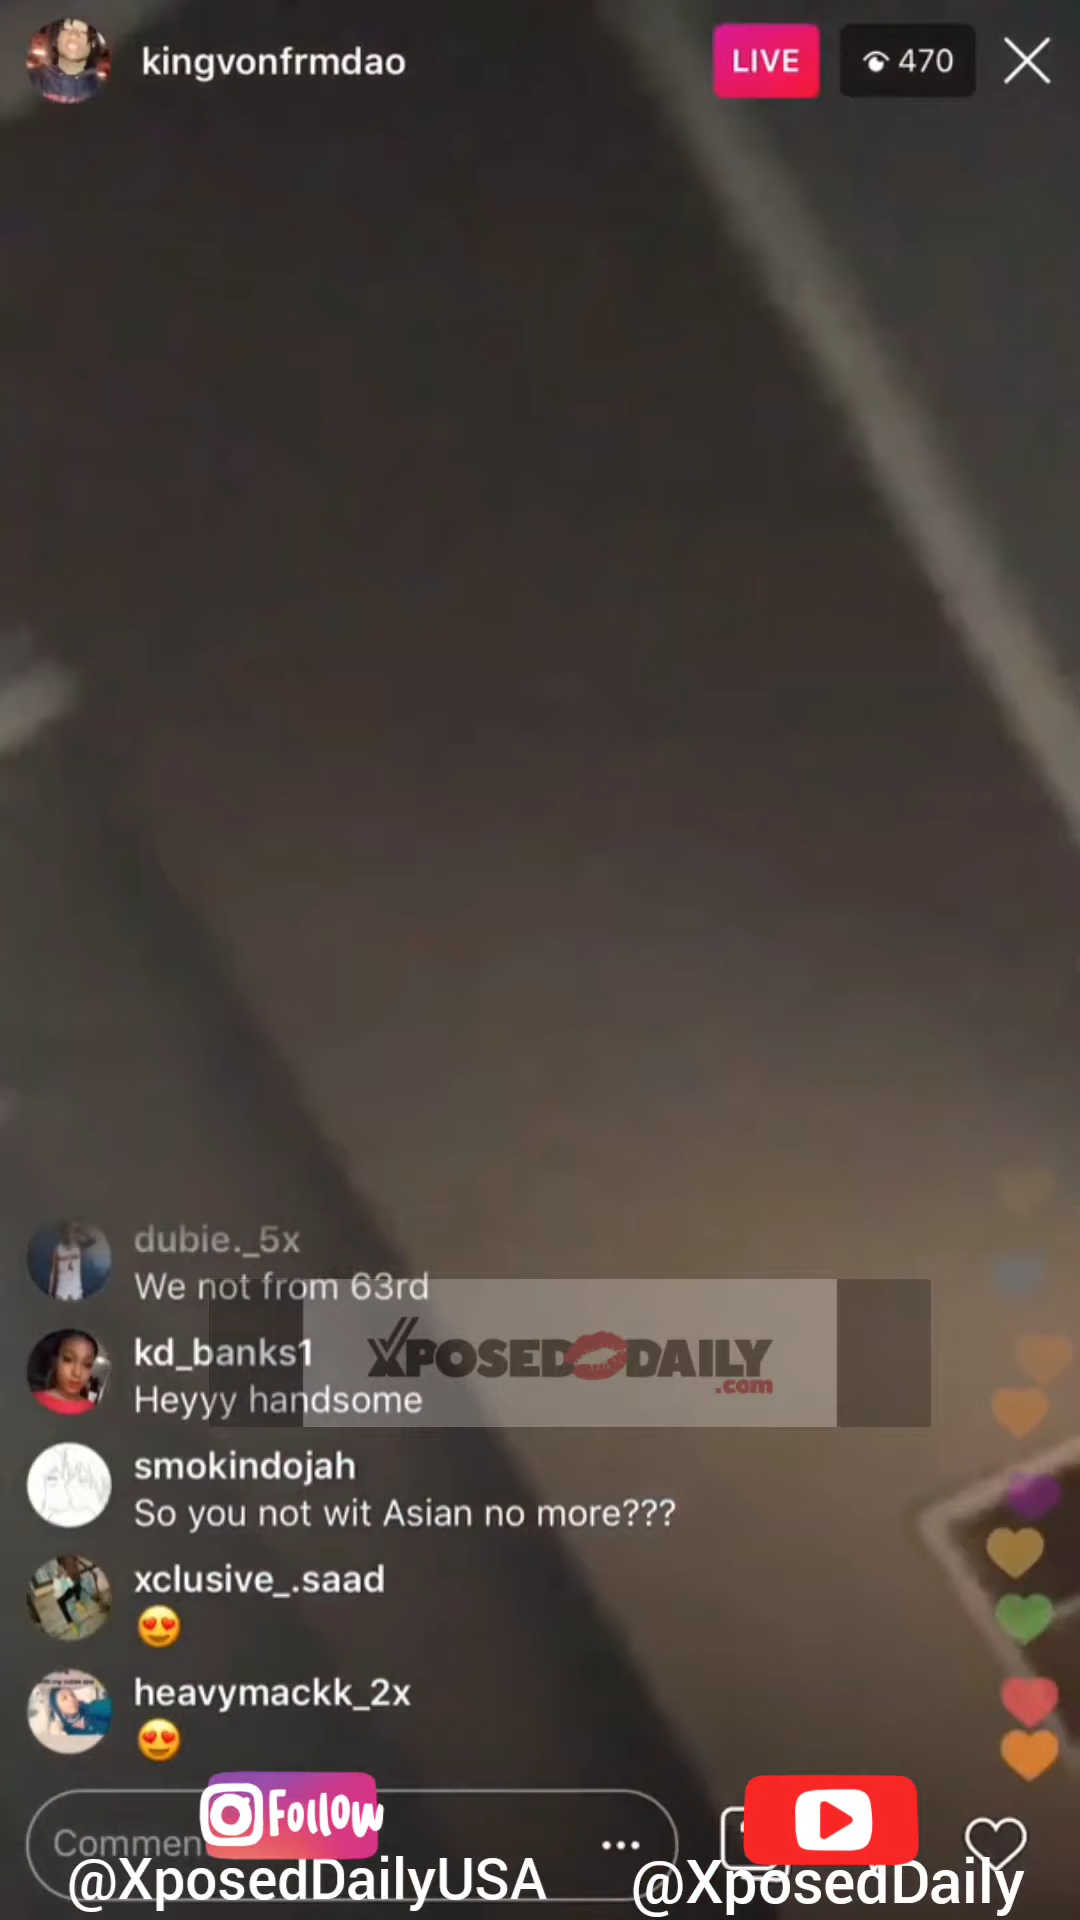 kingvonfrmdao
LIVE
470
dubie._5x
We not from 63rd
kd_banks1
Heyyy handsome
XPOSED DAILY
.com
smokindojah
So you not wit Asian no more???
xclusive_.saad
😍
heavymackk_2x
😍
Follow
Commen
@XposedDailyUSA
@XposedDaily